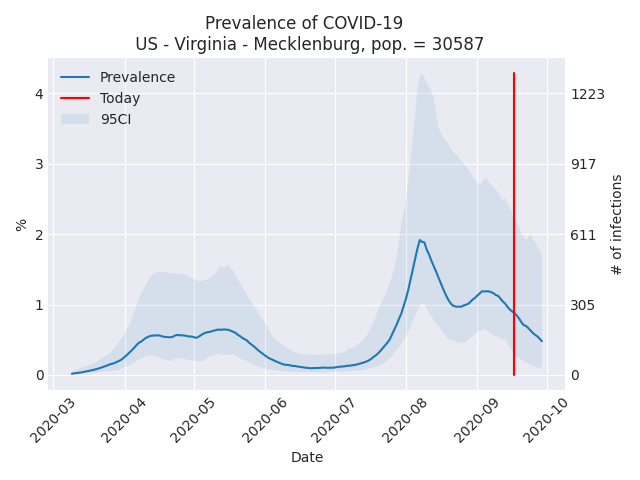 Prevalence of COVID-19
US - Virginia - Mecklenburg, pop. = 30587
Prevalence
Today
95CI
4
3
2
1
0
%
1223
917
611
305
0
# of infections
2020-03
2020-04
2020-05
2020-06
2020-07
2020-08
2020-09
2020-10
Date